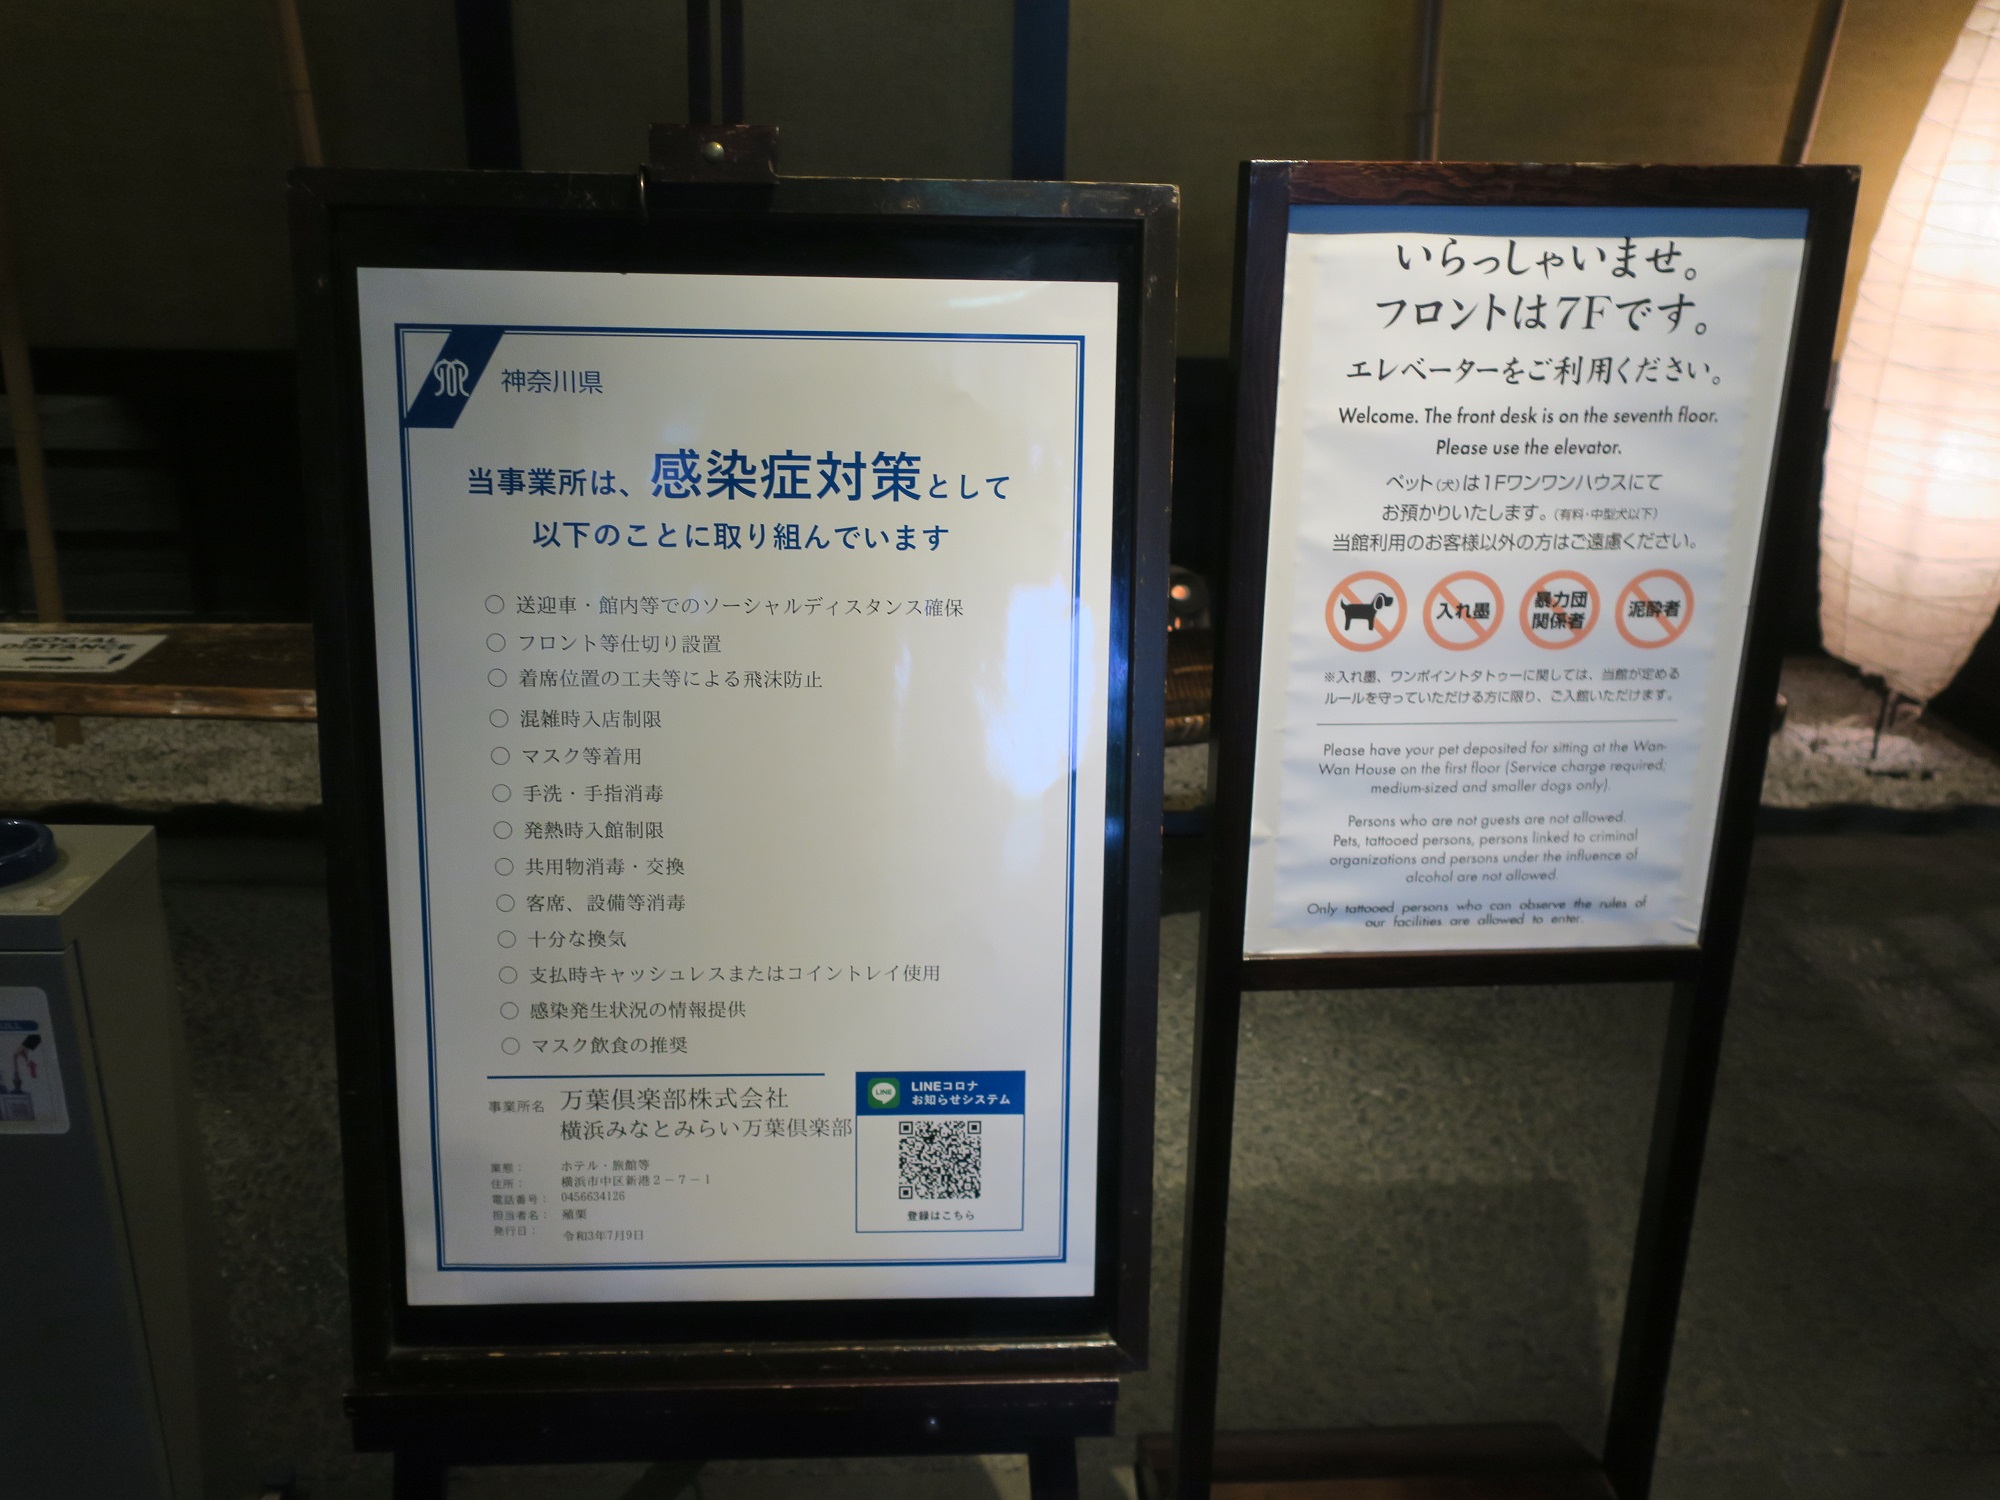 神奈川県
当事業所は、感染症対策として
以下のことに取り組んでいます
○ 送迎車・館内等でのソーシャルディスタンス確保
○ フロント等仕切り設置
○ 着席位置の工夫等による飛沫防止
○ 混雑時入店制限
○ マスク等着用
○ 手洗・手指消毒
○ 発熱時入館制限
○ 共用物消毒・交換
○ 客席、設備等消毒
○ 十分な換気
○ 支払時キャッシュレスまたはコイントレイ使用
○ 感染発生状況の情報提供
○ マスク飲食の推奨
事業所名 万葉倶楽部株式会社
横浜みなとみらい万葉倶楽部
業態： ホテル・旅館等
住所： 横浜市中区新港２－７－１
電話番号： 0456634126
担当者名： 殖栗
発行日： 令和3年7月9日
LINE
LINEコロナ
お知らせシステム
登録はこちら
いらっしゃいませ。
フロントは7Fです。
エレベーターをご利用ください。
Welcome. The front desk is on the seventh floor.
Please use the elevator.
ペット(犬)は1Fワンワンハウスにて
お預かりいたします。(有料・中型犬以下)
当館利用のお客様以外の方はご遠慮ください。
入れ墨
暴力団
関係者
泥酔者
※入れ墨、ワンポイントタトゥーに関しては、当館が定める
ルールを守っていただける方に限り、ご入館いただけます。
Please have your pet deposited for sitting at the Wan-
Wan House on the first floor (Service charge required;
medium-sized and smaller dogs only).
Persons who are not guests are not allowed.
Pets, tattooed persons, persons linked to criminal
organizations and persons under the influence of
alcohol are not allowed.
Only tattooed persons who can observe the rules of
our facilities are allowed to enter.
SOCIAL
DISTANCE